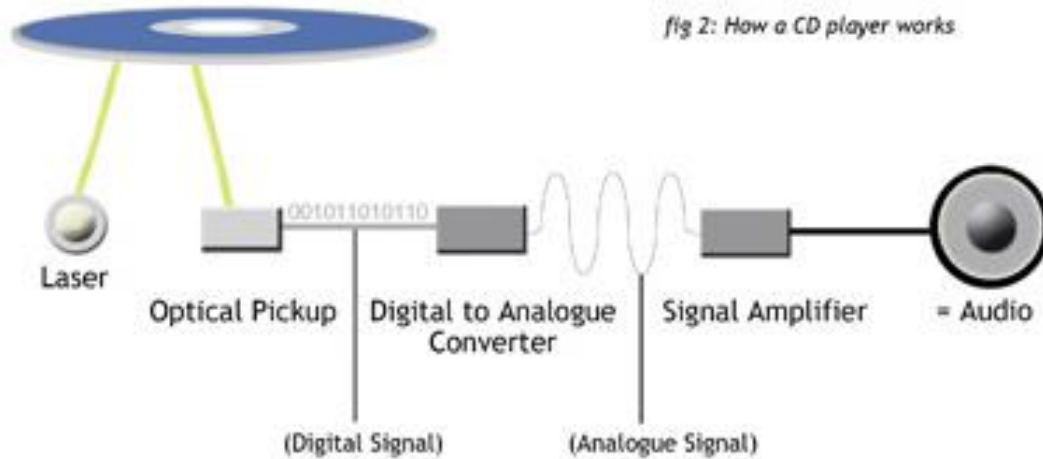 fig 2: How a CD player works
001011010110
Laser
Optical Pickup
Digital to Analogue
Converter
Signal Amplifier
= Audio
(Digital Signal)
(Analogue Signal)